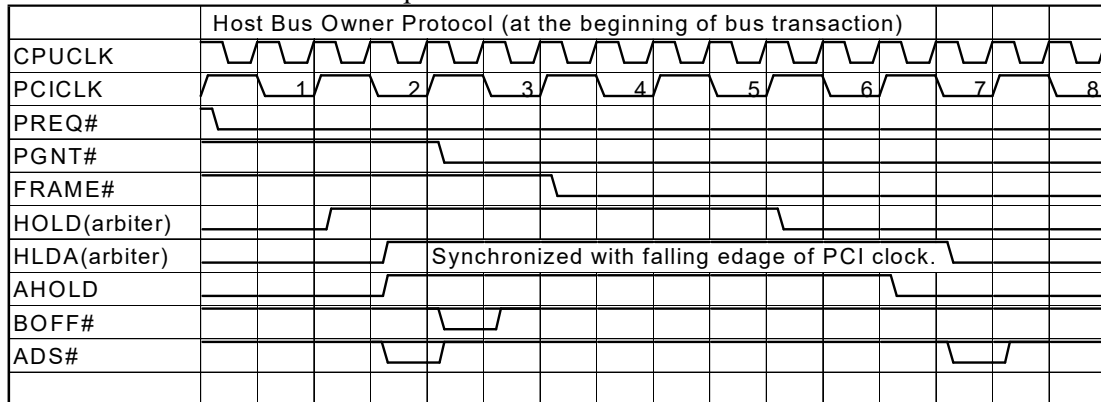 Host Bus Owner Protocol (at the beginning of bus transaction)
CPUCLK
PCICLK 1 2 3 4 5 6 7 8
PREQ#
PGNT#
FRAME#
HOLD(arbiter)
HLDA(arbiter) Synchronized with falling edage of PCI clock.
AHOLD
BOFF#
ADS#